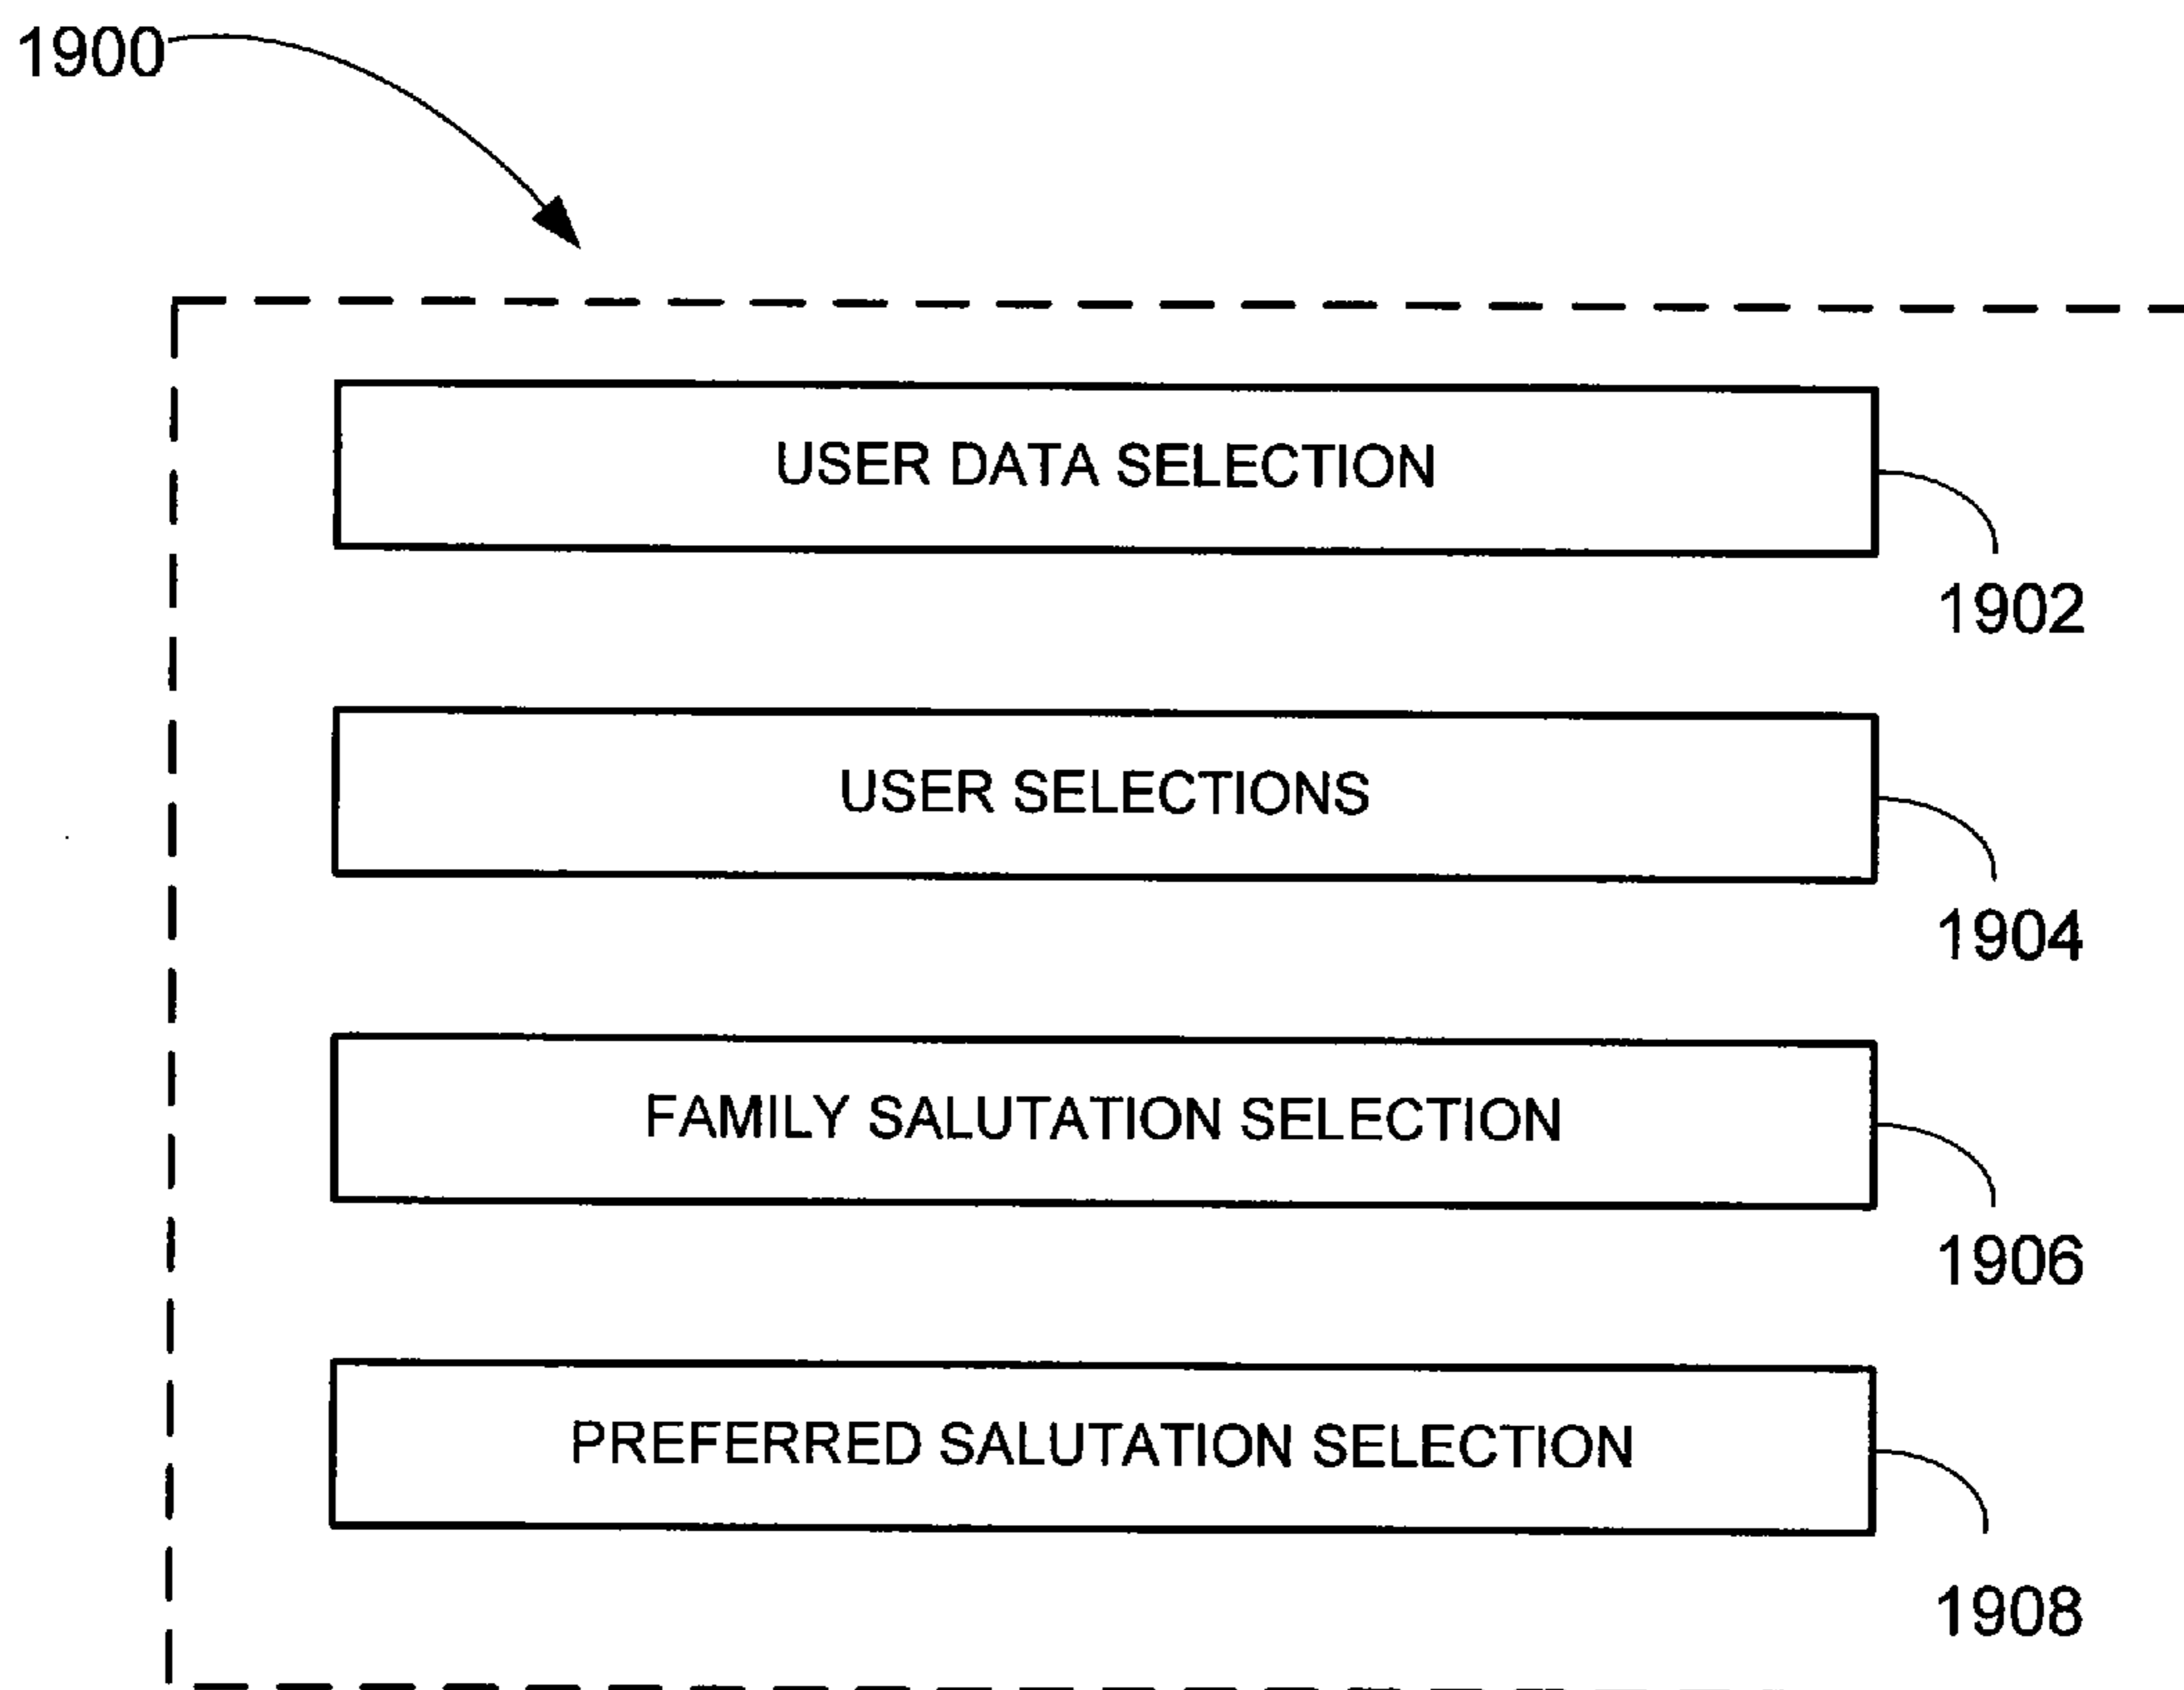 1900
USER DATA SELECTION
1902
USER SELECTIONS
1904
FAMILY SALUTATION SELECTION
1906
PREFERRED SALUTATION SELECTION
1908